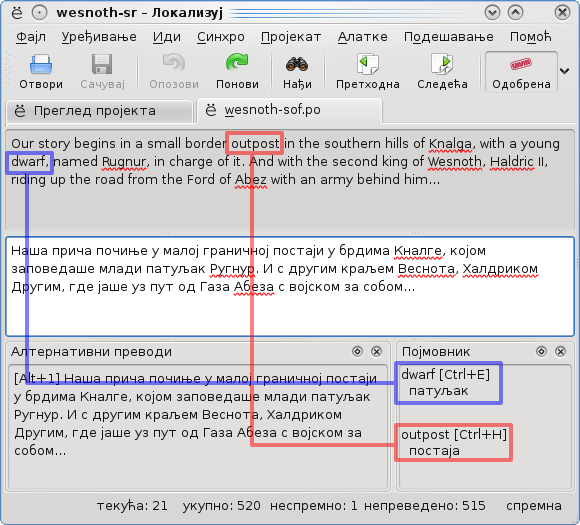 wesnoth-sr – Локализуј
Фајл Уређивање Иди Синхро Пројекат Алатке Подешавање Помоћ
Отвори Сачувај Опозови Понови Нађи Претходна Следећа Одобрена
Преглед пројекта wesnoth-sof.po
Our story begins in a small border outpost in the southern hills of Knalga, with a young
dwarf, named Rugnur, in charge of it. And with the second king of Wesnoth, Haldric II,
riding up the road from the Ford of Abez with an army behind him...
Наша прича почиње у малој граничној постаји у брдима Кналге, којом
заповедаше млади патуљак Ругнур. И с другим краљем Веснота, Халдриком
Другим, где јаше уз пут од Газа Абеза с војском за собом...
Алтернативни преводи
[Alt+1] Наша прича почиње у малој граничној постаји
у брдима Кналге, којом заповедаше млади патуљак
Ругнур. И с другим краљем Веснота, Халдриком
Другим, где јаше уз пут од Газа Абеза с војском за
собом...
Појмовник
dwarf [Ctrl+E]
патуљак
outpost [Ctrl+H]
постаја
текућа: 21 укупно: 520 неспремно: 1 непреведено: 515 спремна